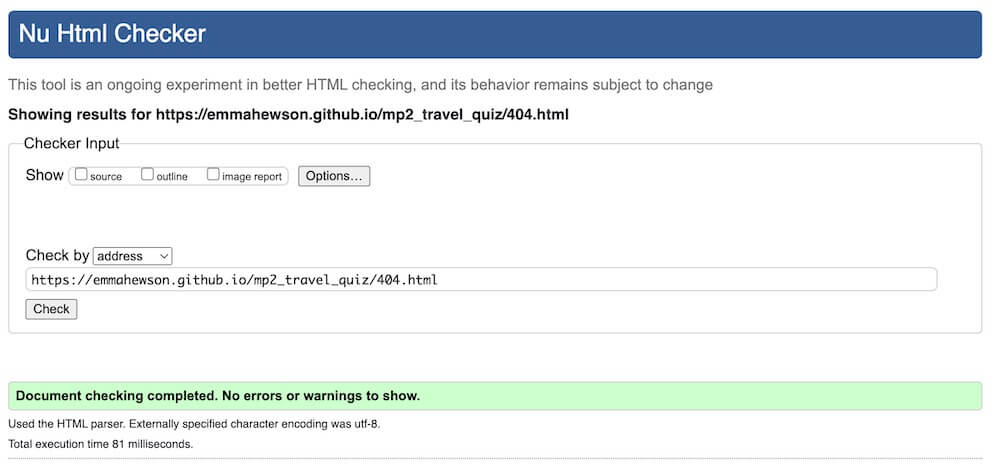 Nu Html Checker
This tool is an ongoing experiment in better HTML checking, and its behavior remains subject to change
Showing results for https://emmahewson.github.io/mp2_travel_quiz/404.html
Checker Input
Show source outline image report Options...
Check by address
https://emmahewson.github.io/mp2_travel_quiz/404.html
Check
Document checking completed. No errors or warnings to show.
Used the HTML parser. Externally specified character encoding was utf-8.
Total execution time 81 milliseconds.